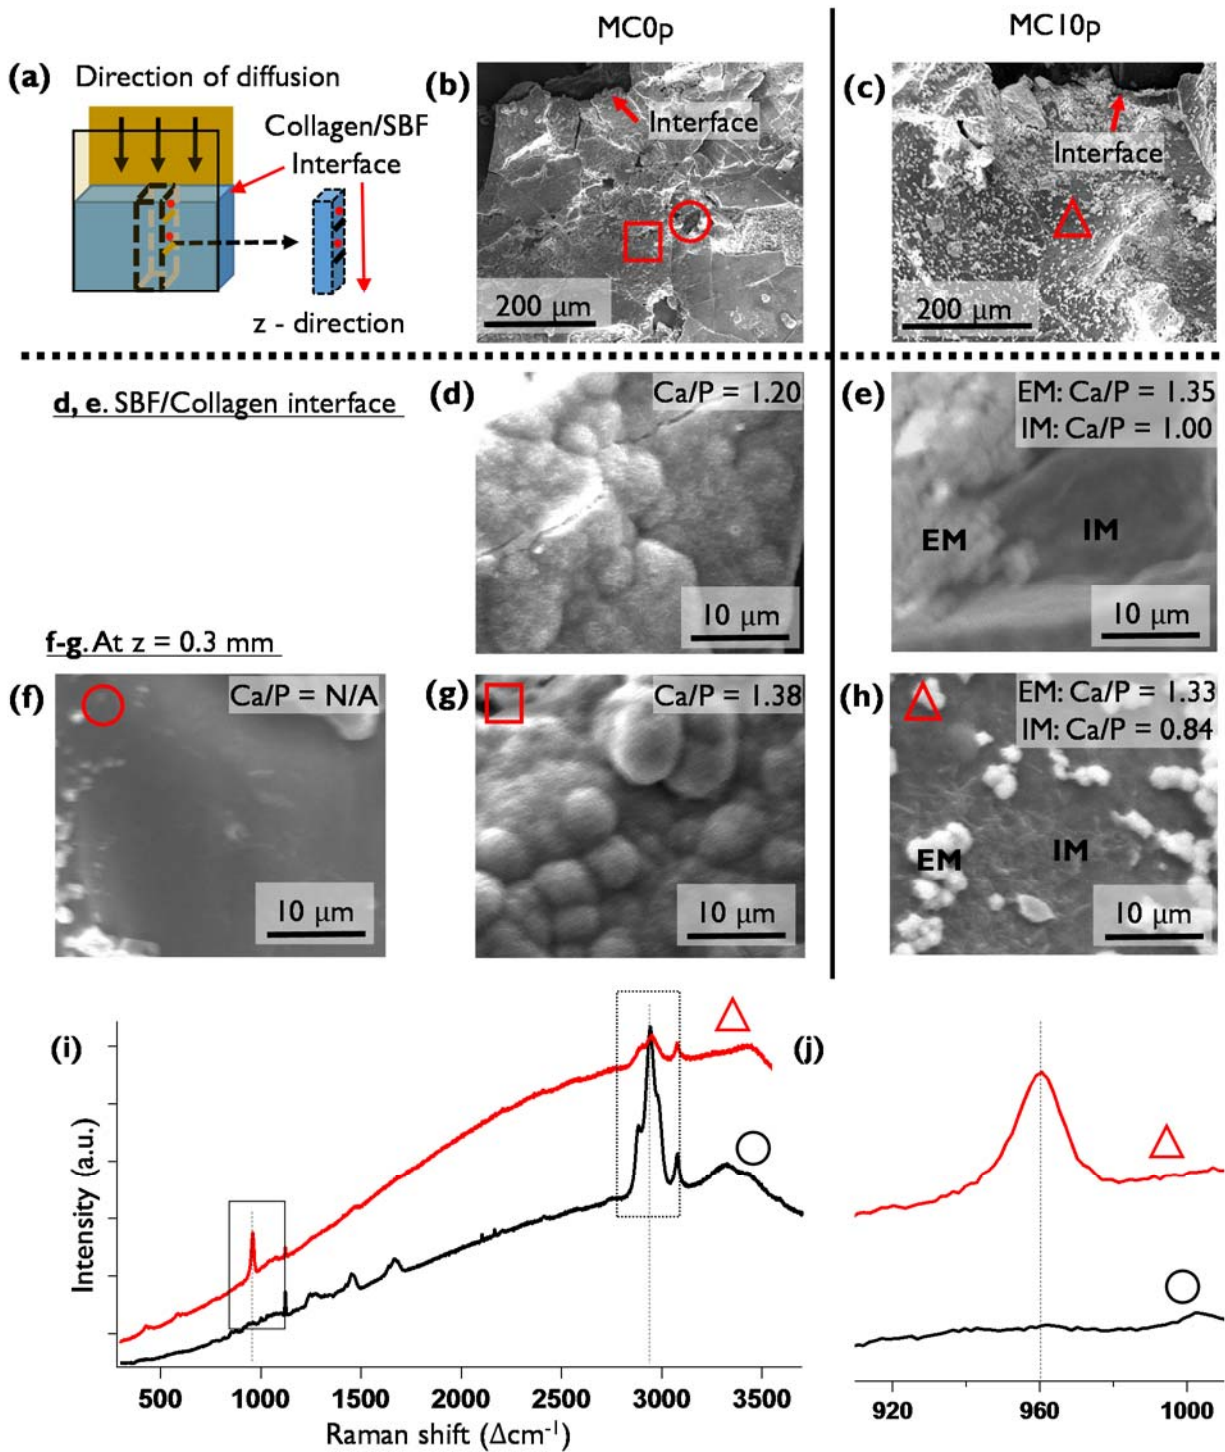 MC0p
MC10p
(a)
Direction of diffusion
Collagen/SBF
Interface
z - direction
(b)
Interface
200 μm
(c)
Interface
200 μm
d, e. SBF/Collagen interface
(d)
Ca/P = 1.20
10 μm
(e)
EM: Ca/P = 1.35
IM: Ca/P = 1.00
EM
IM
10 μm
f-g. At z = 0.3 mm
(f)
Ca/P = N/A
10 μm
(g)
Ca/P = 1.38
10 μm
(h)
EM: Ca/P = 1.33
IM: Ca/P = 0.84
EM
IM
10 μm
(i)
Intensity (a.u.)
500 1000 1500 2000 2500 3000 3500
Raman shift (Δcm⁻¹)
(j)
920 960 1000